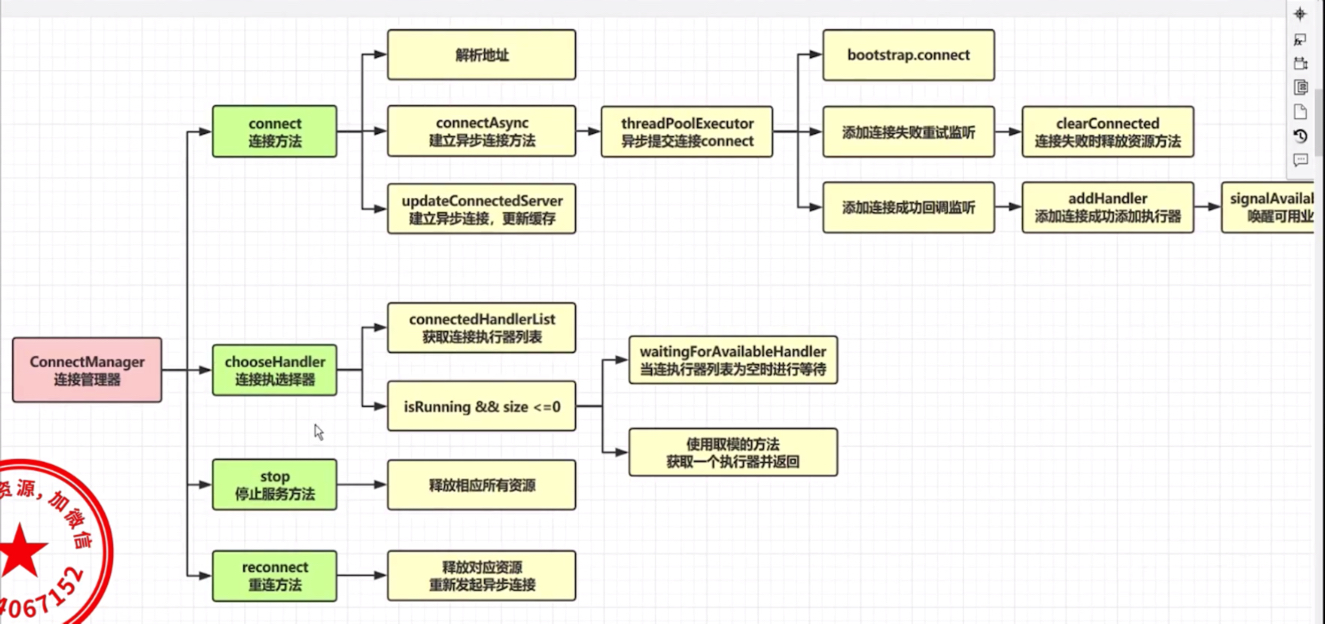 解析地址
bootstrap.connect
connect
连接方法
connectAsync
建立异步连接方法
threadPoolExecutor
异步提交连接connect
添加连接失败重试监听
clearConnected
连接失败时释放资源方法
updateConnectedServer
建立异步连接，更新缓存
添加连接成功回调监听
addHandler
添加连接成功添加执行器
signalAvailab
唤醒可用业
connectedHandlerList
获取连接执行器列表
ConnectManager
连接管理器
chooseHandler
连接执选择器
waitingForAvailableHandler
当连执行器列表为空时进行等待
isRunning && size <=0
使用取模的方法
获取一个执行器并返回
stop
停止服务方法
释放相应所有资源
reconnect
重连方法
释放对应资源
重新发起异步连接
资源，加微信
4067152